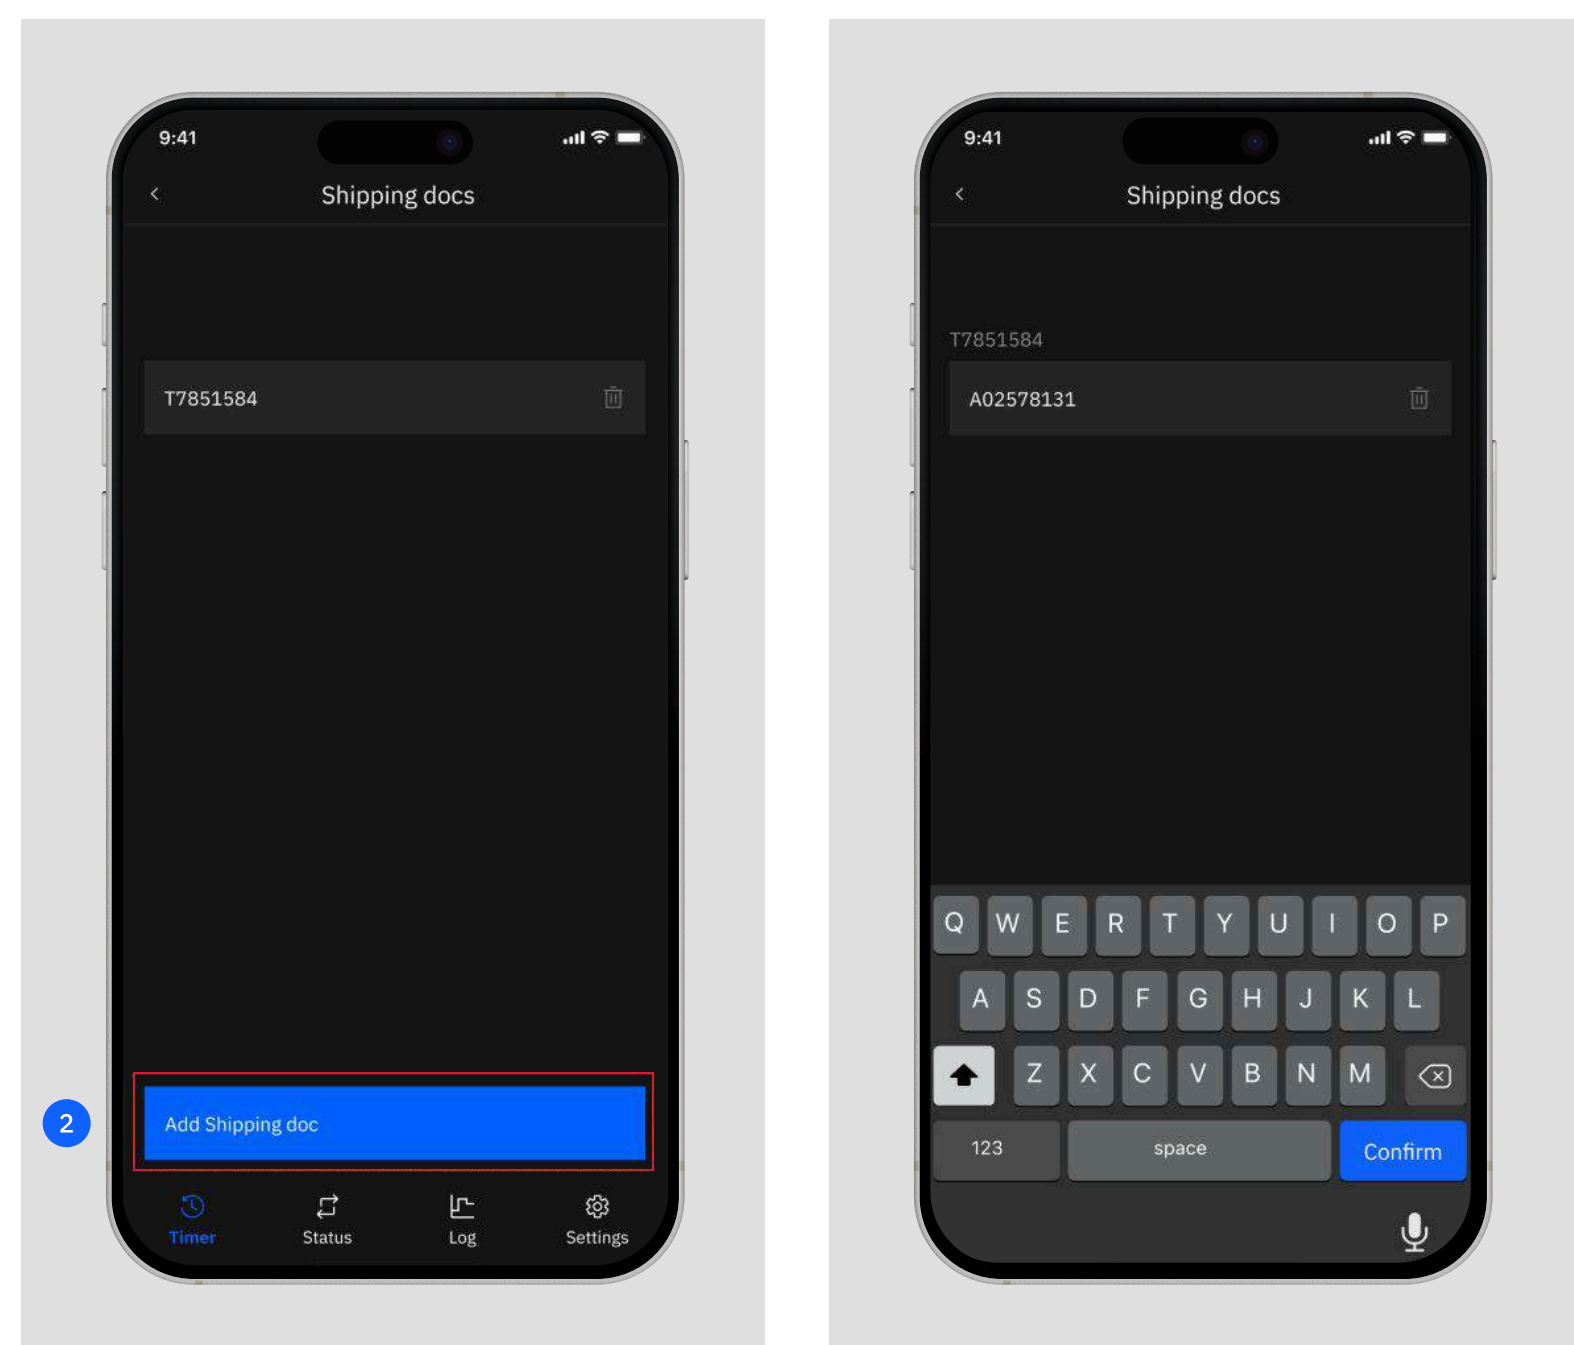 9:41
Shipping docs
T7851584
2
Add Shipping doc
Timer Status Log Settings
9:41
Shipping docs
T7851584
A02578131
Q W E R T Y U I O P
A S D F G H J K L
Z X C V B N M
123 space Confirm